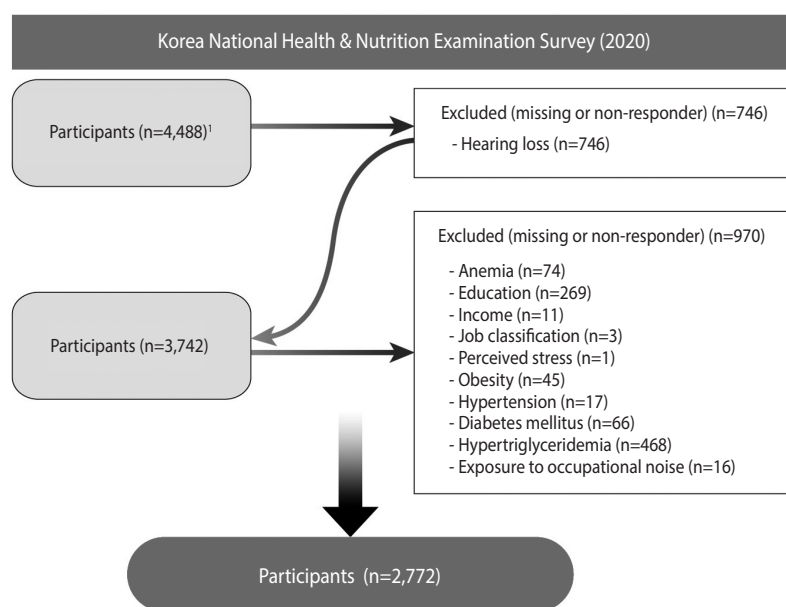 Korea National Health & Nutrition Examination Survey (2020)
Participants (n=4,488)¹
Excluded (missing or non-responder) (n=746)
- Hearing loss (n=746)
Participants (n=3,742)
Excluded (missing or non-responder) (n=970)
- Anemia (n=74)
- Education (n=269)
- Income (n=11)
- Job classification (n=3)
- Perceived stress (n=1)
- Obesity (n=45)
- Hypertension (n=17)
- Diabetes mellitus (n=66)
- Hypertriglyceridemia (n=468)
- Exposure to occupational noise (n=16)
Participants (n=2,772)